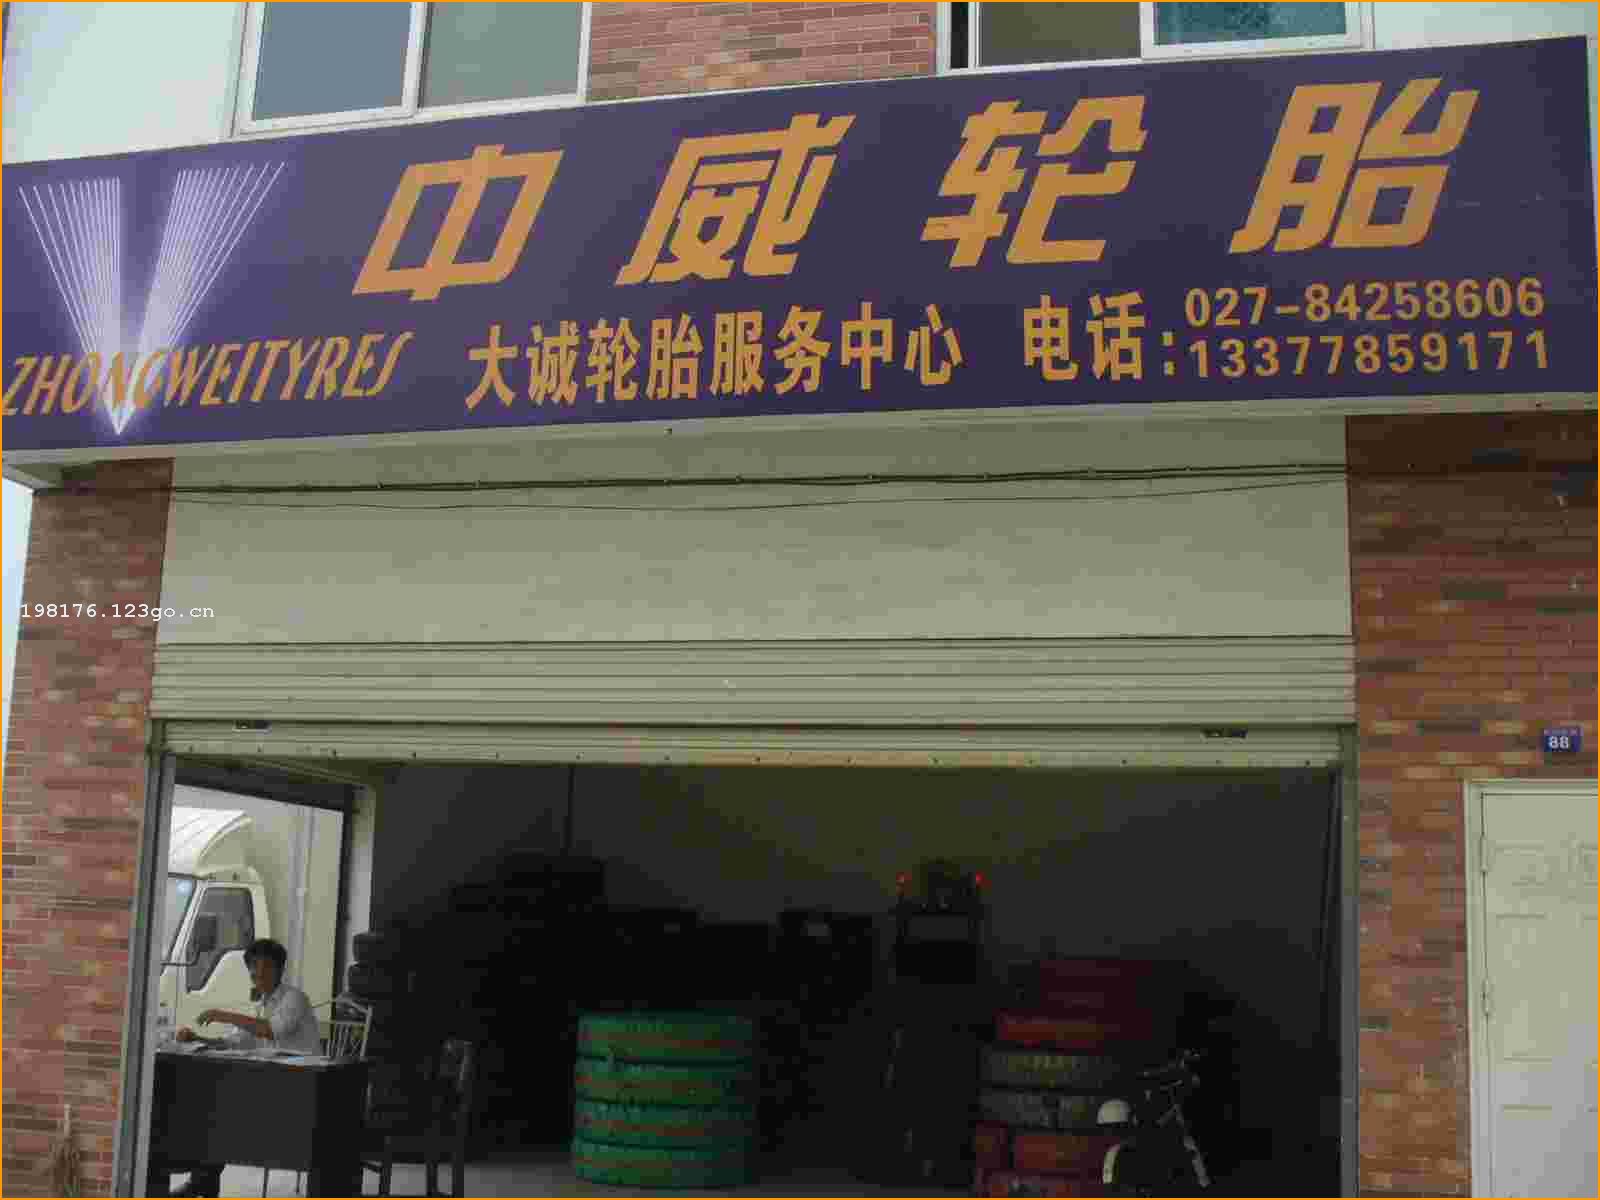 中威轮胎
ZHONGWEITYRES
大诚轮胎服务中心
电话:
027-84258606
13377859171
198176.123go.cn
88